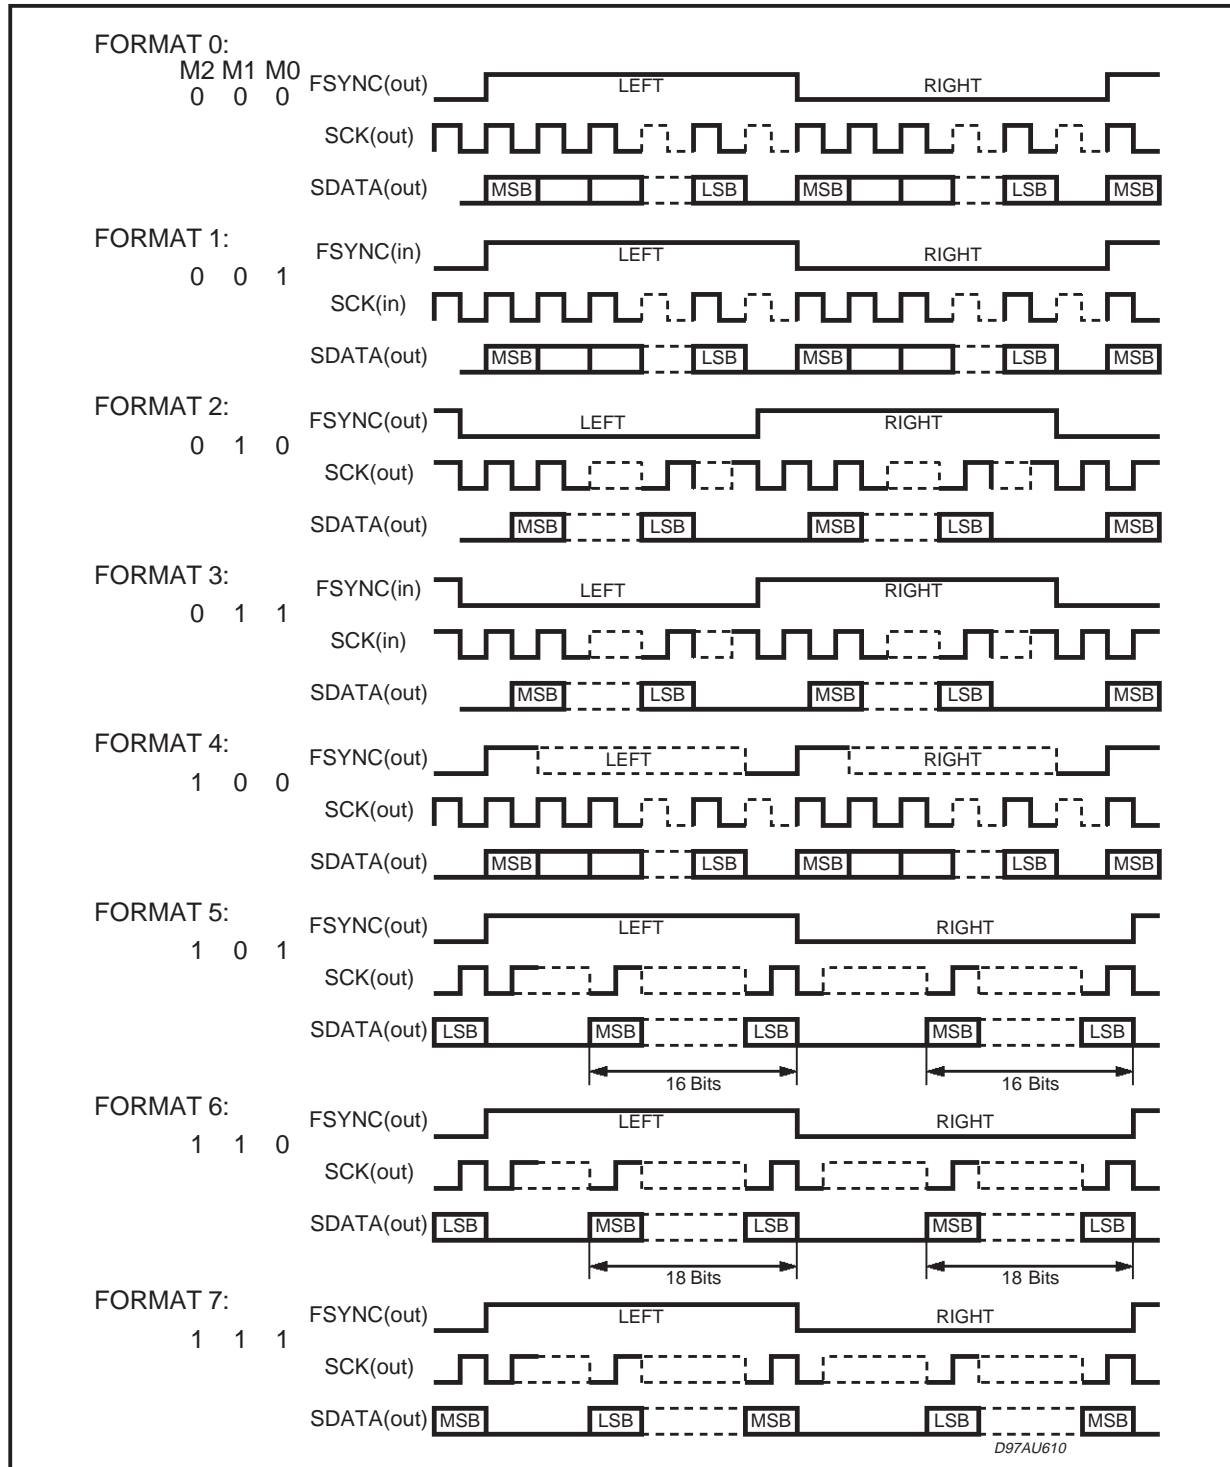 FORMAT 0:
M2 M1 M0
0 0 0
FSYNC(out) LEFT RIGHT
SCK(out)
SDATA(out) MSB LSB MSB LSB MSB
FORMAT 1:
0 0 1
FSYNC(in) LEFT RIGHT
SCK(in)
SDATA(out) MSB LSB MSB LSB MSB
FORMAT 2:
0 1 0
FSYNC(out) LEFT RIGHT
SCK(out)
SDATA(out) MSB LSB MSB LSB MSB
FORMAT 3:
0 1 1
FSYNC(in) LEFT RIGHT
SCK(in)
SDATA(out) MSB LSB MSB LSB MSB
FORMAT 4:
1 0 0
FSYNC(out) LEFT RIGHT
SCK(out)
SDATA(out) MSB LSB MSB LSB MSB
FORMAT 5:
1 0 1
FSYNC(out) LEFT RIGHT
SCK(out)
SDATA(out) LSB MSB LSB MSB LSB
16 Bits 16 Bits
FORMAT 6:
1 1 0
FSYNC(out) LEFT RIGHT
SCK(out)
SDATA(out) LSB MSB LSB MSB LSB
18 Bits 18 Bits
FORMAT 7:
1 1 1
FSYNC(out) LEFT RIGHT
SCK(out)
SDATA(out) MSB LSB MSB LSB MSB
D97AU610